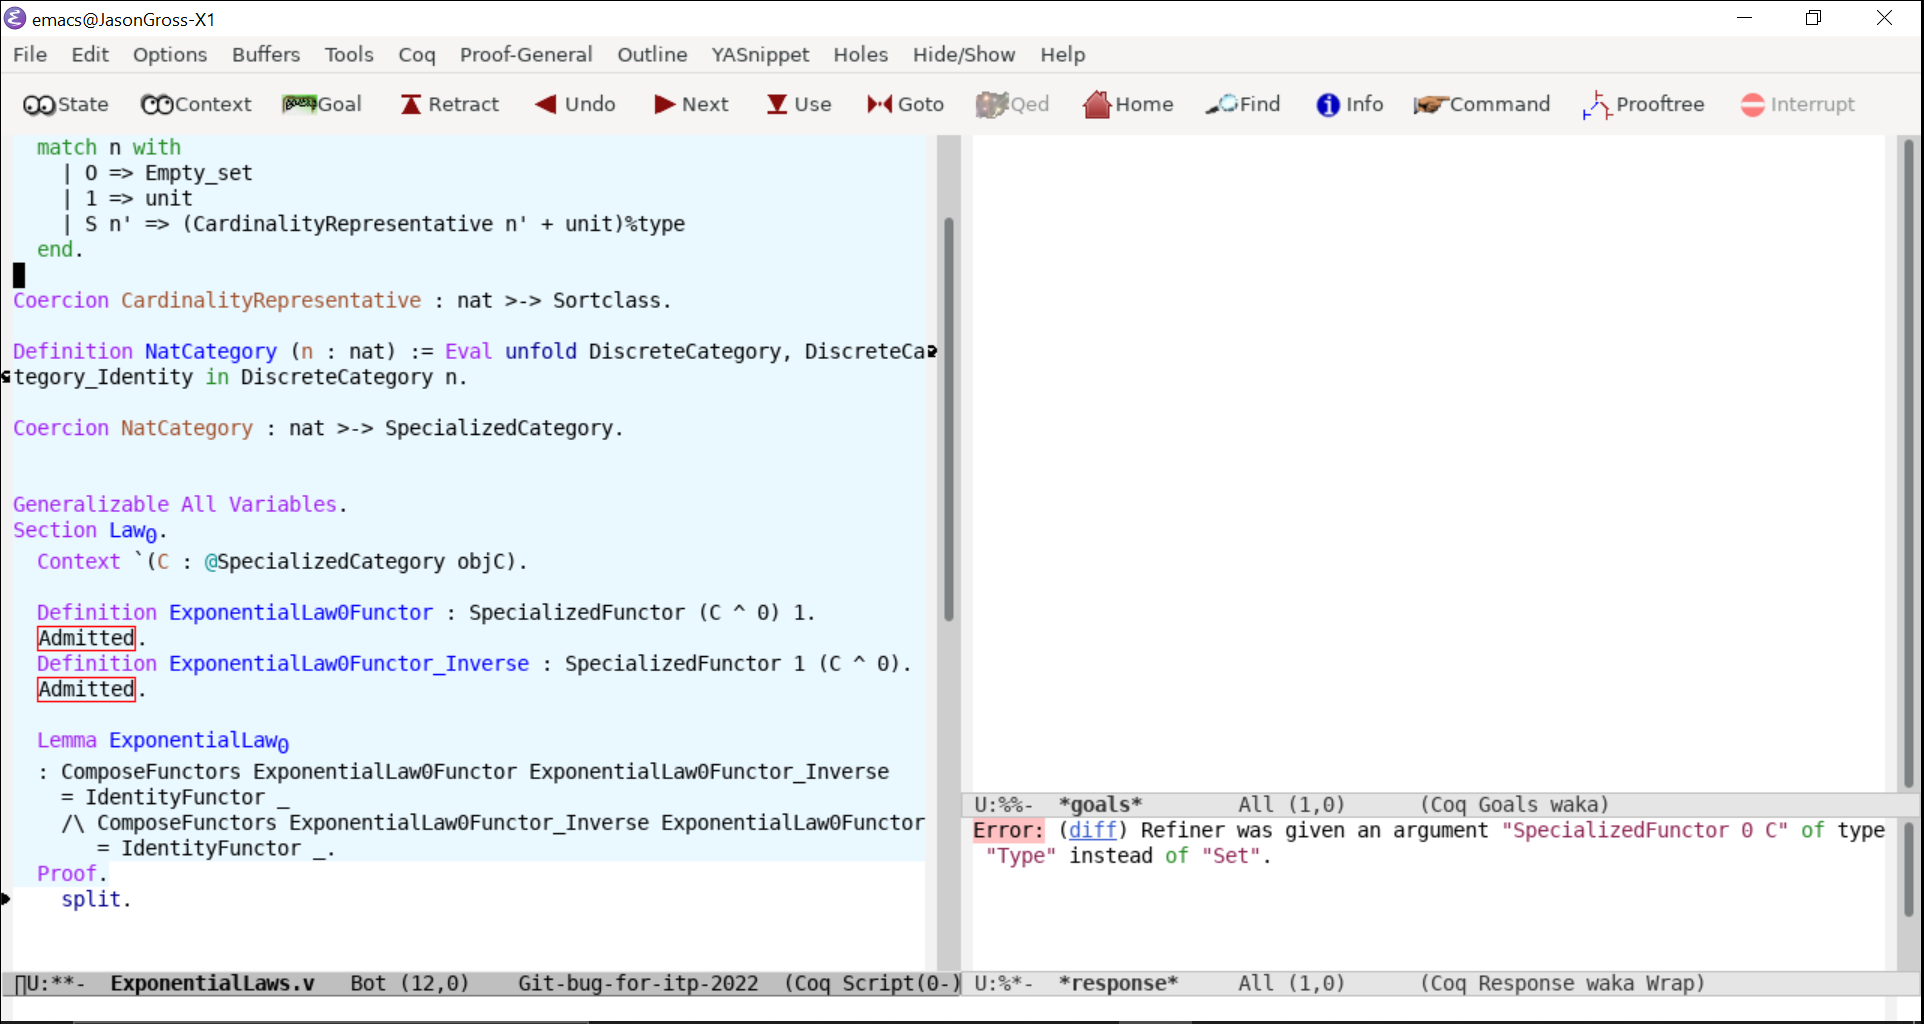 emacs@JasonGross-X1
File Edit Options Buffers Tools Coq Proof-General Outline YASnippet Holes Hide/Show Help
State Context Goal Retract Undo Next Use Goto Qed Home Find Info Command Prooftree Interrupt
match n with
| O => Empty_set
| 1 => unit
| S n' => (CardinalityRepresentative n' + unit)%type
end.
Coercion CardinalityRepresentative : nat >-> Sortclass.
Definition NatCategory (n : nat) := Eval unfold DiscreteCategory, DiscreteCa
tegory_Identity in DiscreteCategory n.
Coercion NatCategory : nat >-> SpecializedCategory.
Generalizable All Variables.
Section Law0.
Context `(C : @SpecializedCategory objC).
Definition ExponentialLaw0Functor : SpecializedFunctor (C ^ 0) 1.
Admitted.
Definition ExponentialLaw0Functor_Inverse : SpecializedFunctor 1 (C ^ 0).
Admitted.
Lemma ExponentialLaw0
: ComposeFunctors ExponentialLaw0Functor ExponentialLaw0Functor_Inverse
= IdentityFunctor _
/\ ComposeFunctors ExponentialLaw0Functor_Inverse ExponentialLaw0Functor
= IdentityFunctor _.
Proof.
split.
U:**- ExponentialLaws.v Bot (12,0) Git-bug-for-itp-2022 (Coq Script(0-)
U:%%- *goals* All (1,0) (Coq Goals waka)
Error: (diff) Refiner was given an argument "SpecializedFunctor 0 C" of type
"Type" instead of "Set".
U:%*- *response* All (1,0) (Coq Response waka Wrap)